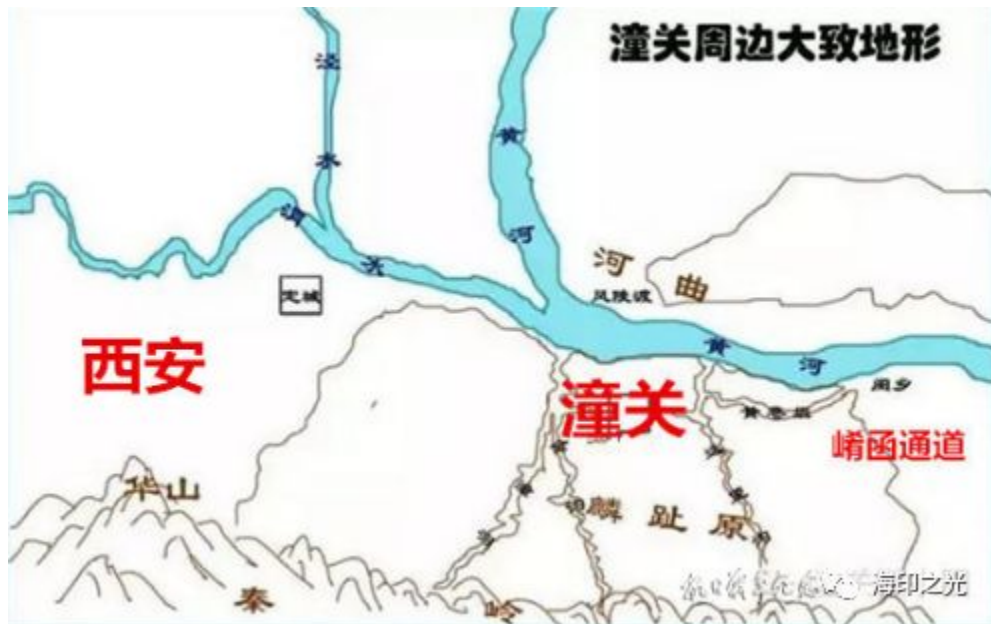 潼关周边大致地形
泾
水
黄
河
渭
河曲
风陵渡
西安
潼关
黄
河
阌乡
崤函通道
华山
麟趾原
秦
岭
海印之光